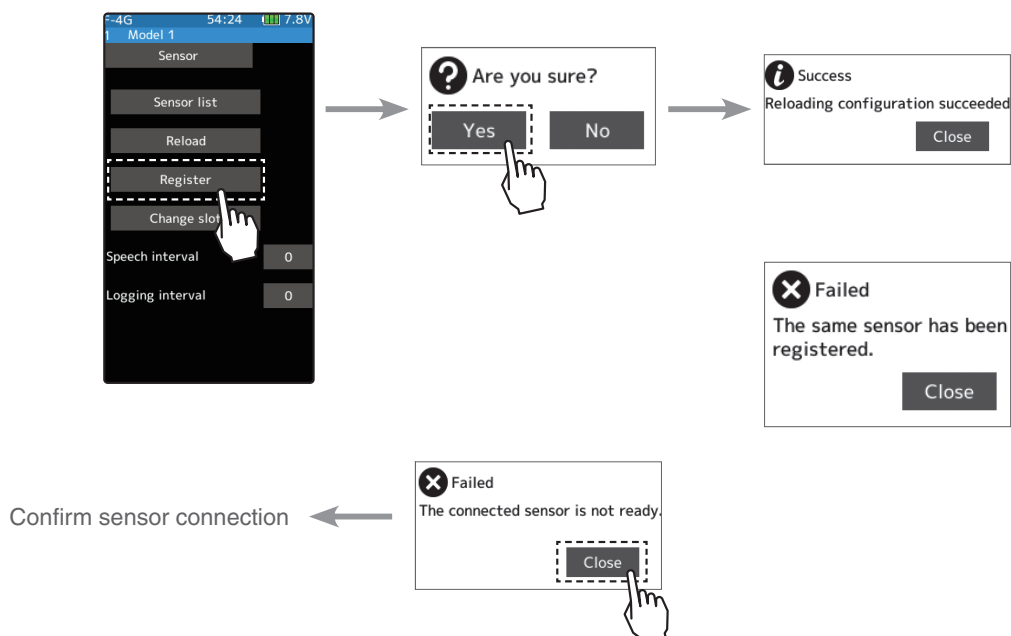 F-4G 54:24 7.8V
1 Model 1
Sensor
Sensor list
Reload
Register
Change slot
Speech interval 0
Logging interval 0
Are you sure?
Yes No
Success
Reloading configuration succeeded
Close
Failed
The same sensor has been
registered.
Close
Failed
The connected sensor is not ready.
Close
Confirm sensor connection